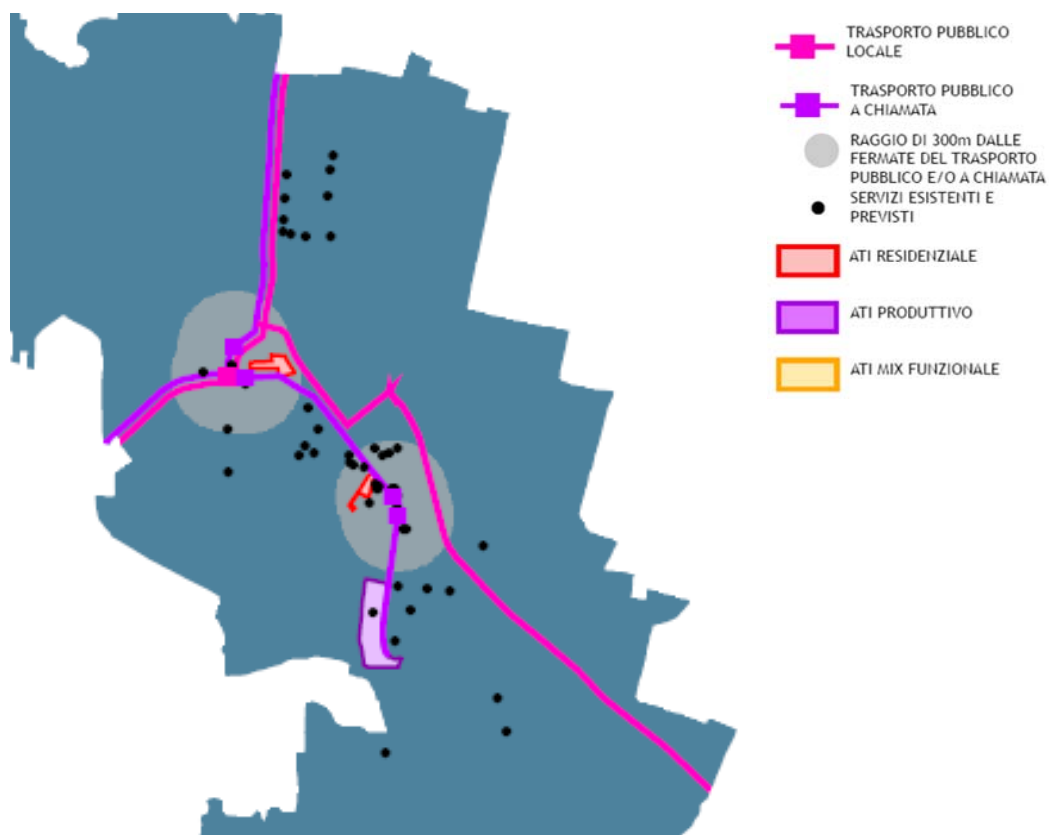 TRASPORTO PUBBLICO
LOCALE
TRASPORTO PUBBLICO
A CHIAMATA
RAGGIO DI 300m DALLE
FERMATE DEL TRASPORTO
PUBBLICO E/O A CHIAMATA
SERVIZI ESISTENTI E
PREVISTI
ATI RESIDENZIALE
ATI PRODUTTIVO
ATI MIX FUNZIONALE